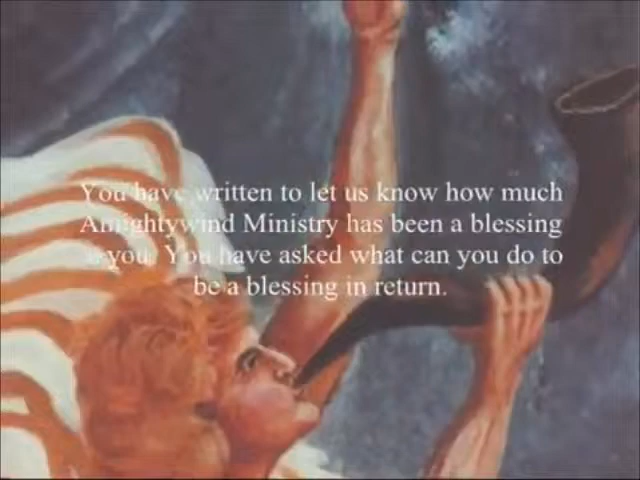 You have written to let us know how much
Amightywind Ministry has been a blessing
you. You have asked what can you do to
be a blessing in return.